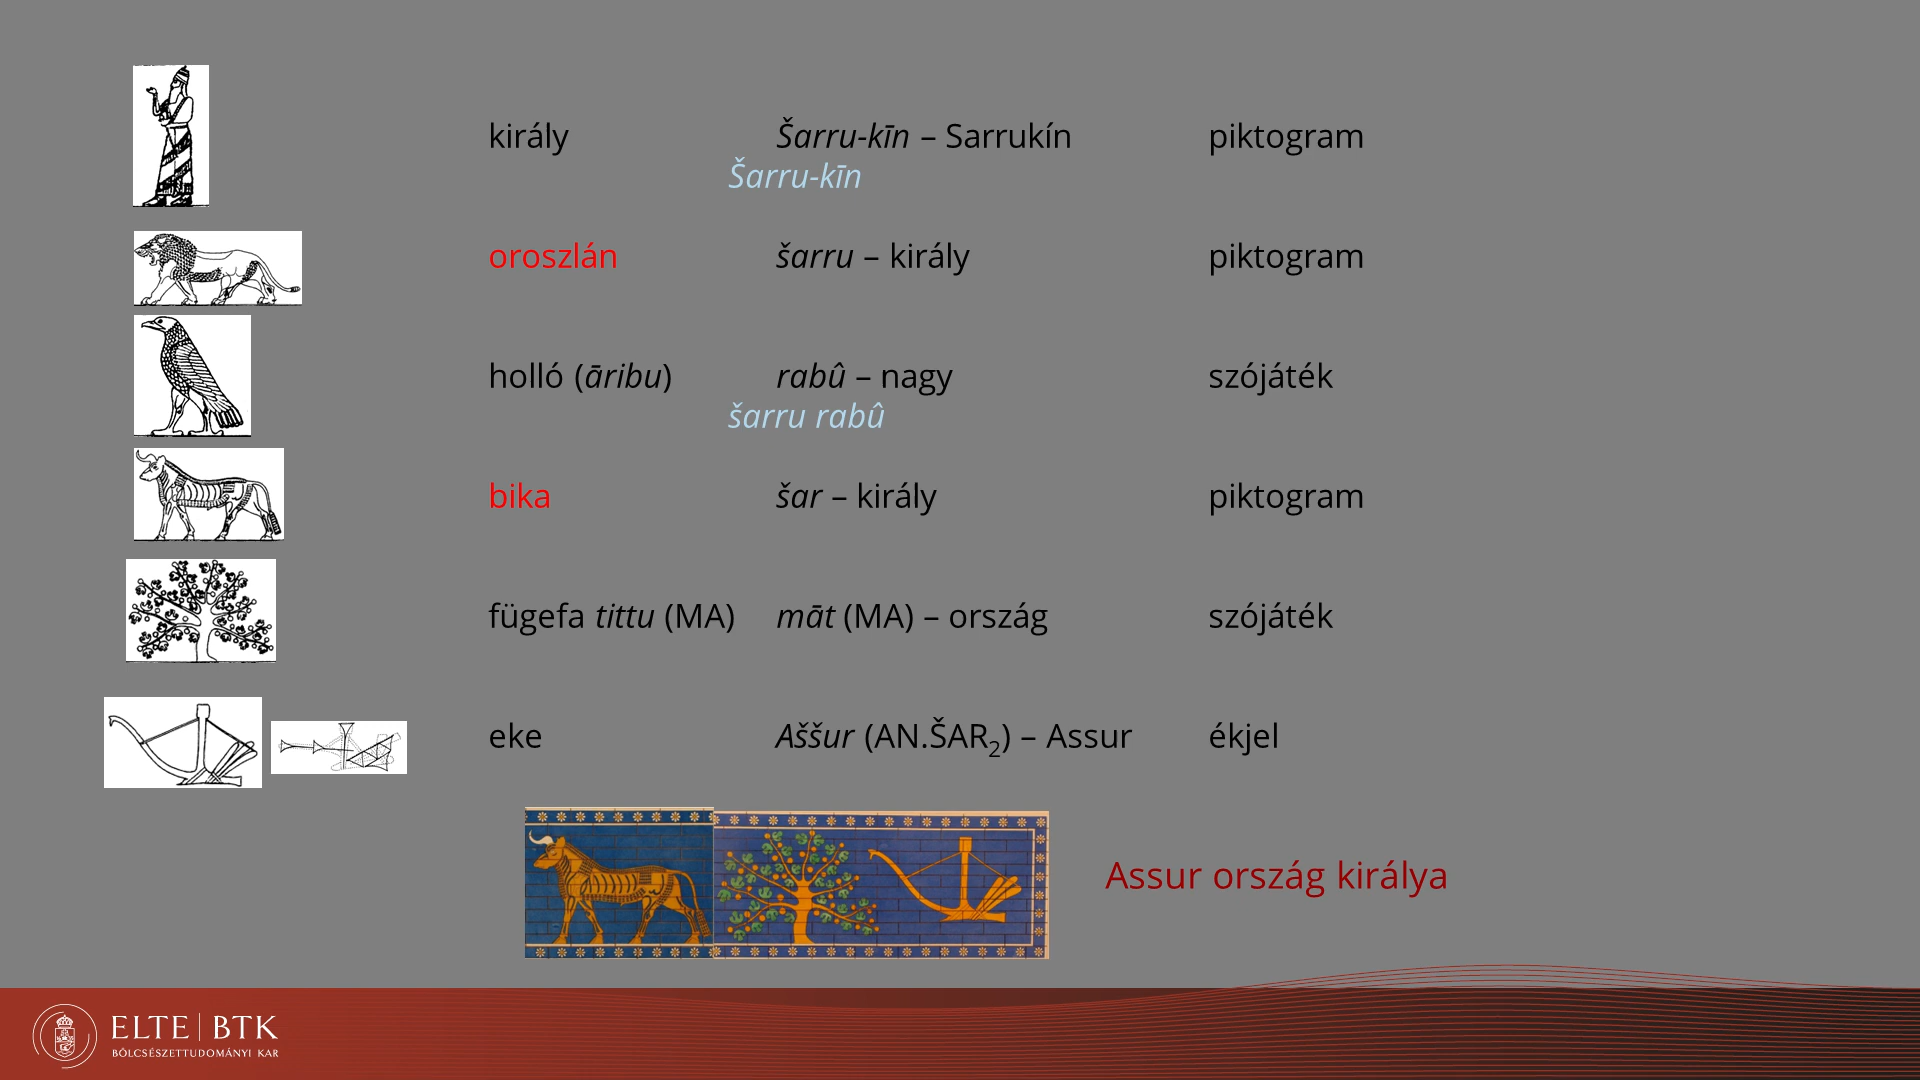 király Šarru-kīn – Sarrukín piktogram
Šarru-kīn
oroszlán šarru – király piktogram
holló (āribu) rabû – nagy szójáték
šarru rabû
bika šar – király piktogram
fügefa tittu (MA) māt (MA) – ország szójáték
eke Aššur (AN.ŠAR₂) – Assur ékjel
Assur ország királya
ELTE | BTK
BÖLCSÉSZETTUDOMÁNYI KAR